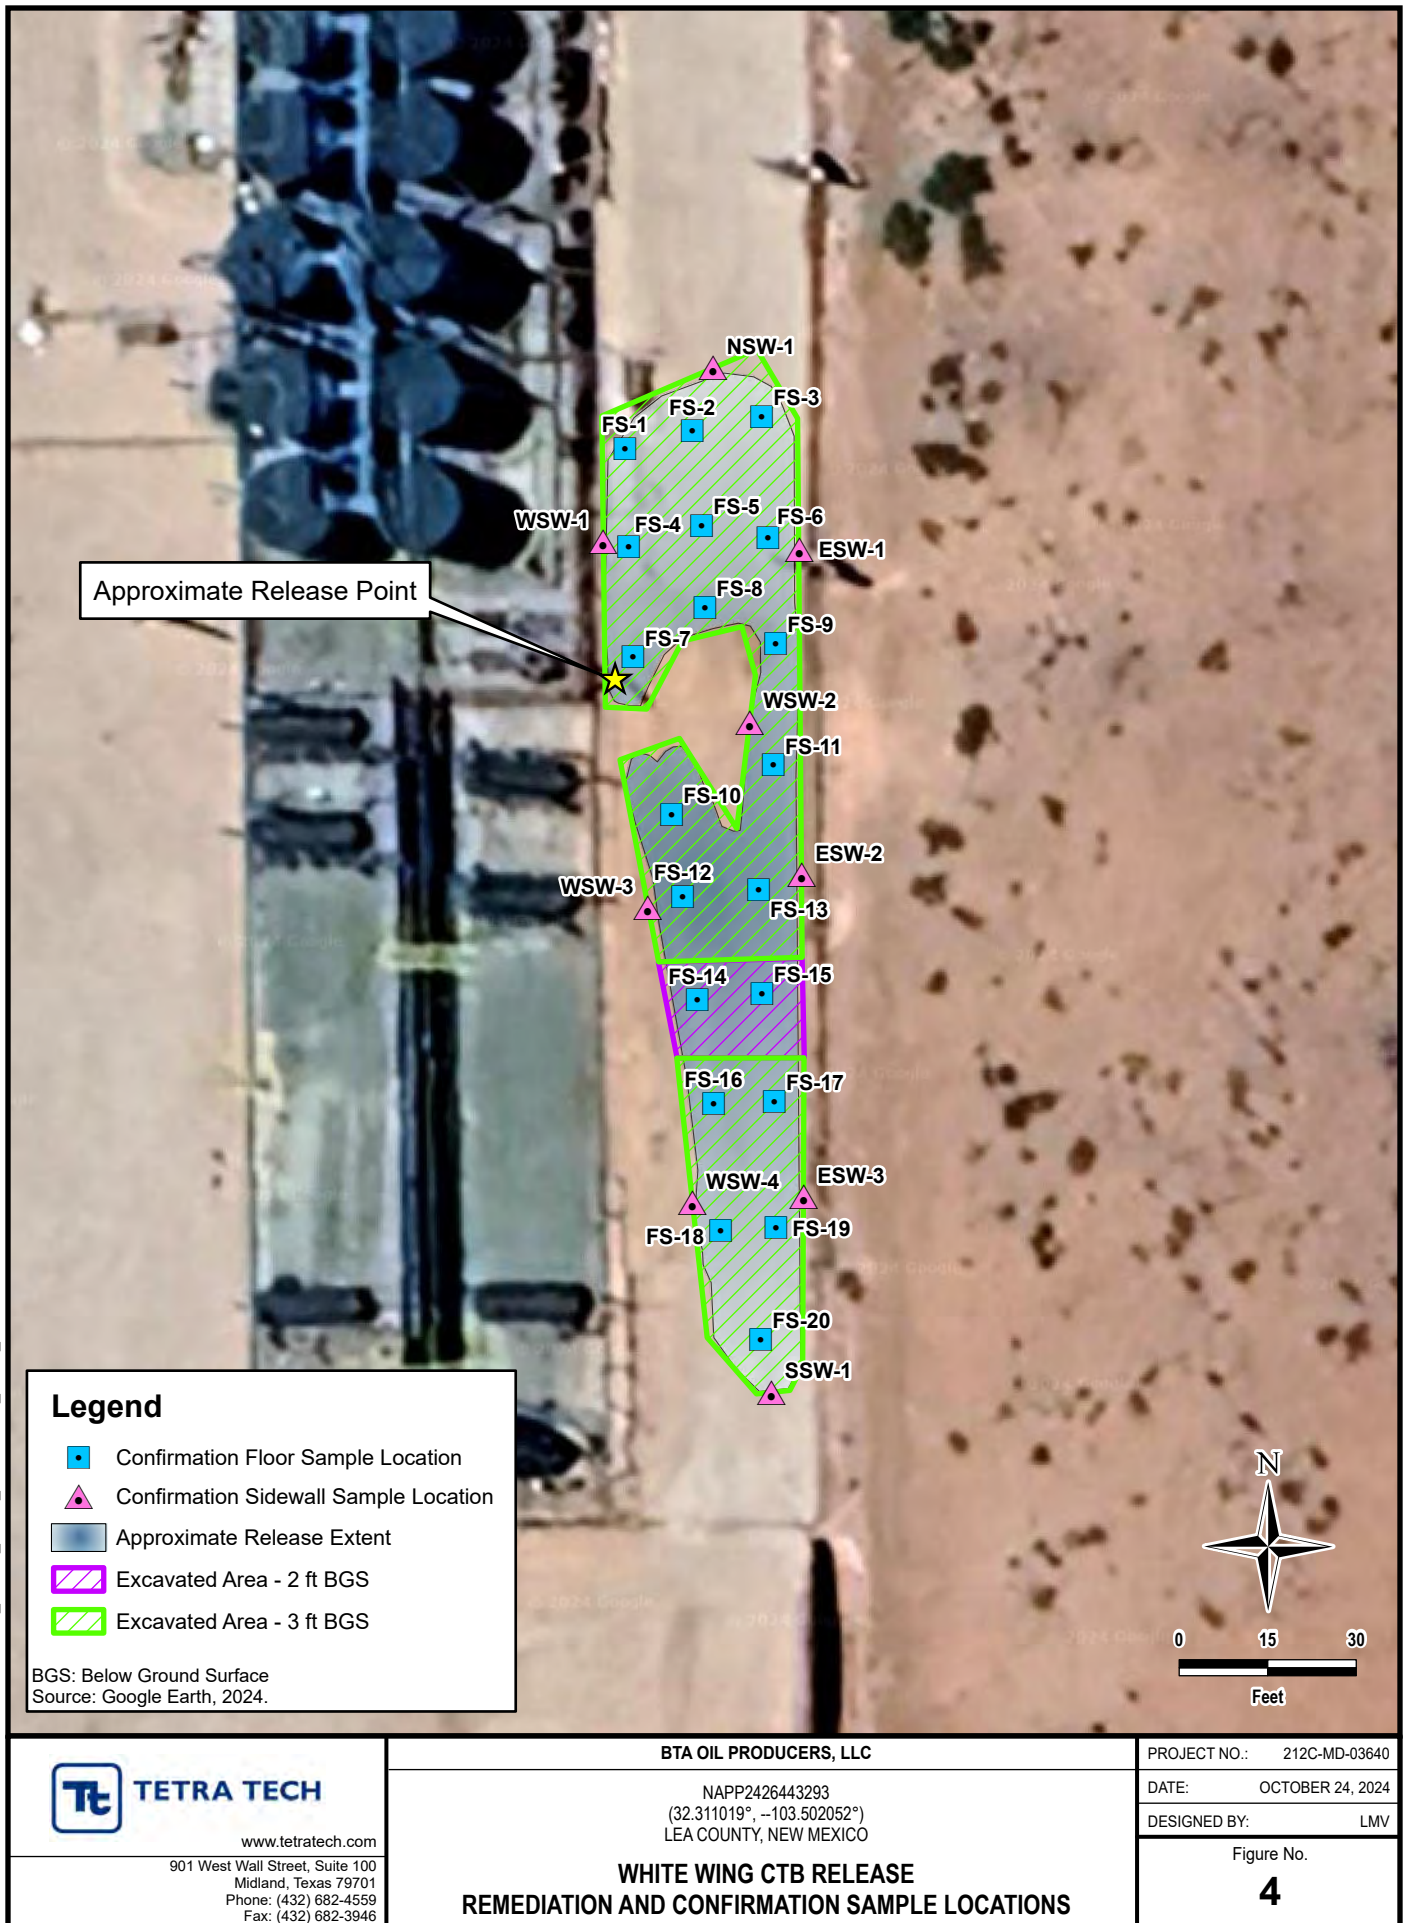 NSW-1
FS-3
FS-2
FS-1
FS-5
WSW-1
FS-4
FS-6
ESW-1
Approximate Release Point
FS-8
FS-9
FS-7
WSW-2
FS-11
FS-10
ESW-2
WSW-3
FS-12
FS-13
FS-14
FS-15
FS-16
FS-17
WSW-4
ESW-3
FS-18
FS-19
FS-20
SSW-1
Legend
Confirmation Floor Sample Location
Confirmation Sidewall Sample Location
Approximate Release Extent
Excavated Area - 2 ft BGS
Excavated Area - 3 ft BGS
BGS: Below Ground Surface
Source: Google Earth, 2024.
N
0 15 30
Feet
Tt TETRA TECH
www.tetratech.com
901 West Wall Street, Suite 100
Midland, Texas 79701
Phone: (432) 682-4559
Fax: (432) 682-3946
BTA OIL PRODUCERS, LLC
NAPP2426443293
(32.311019°, --103.502052°)
LEA COUNTY, NEW MEXICO
WHITE WING CTB RELEASE
REMEDIATION AND CONFIRMATION SAMPLE LOCATIONS
PROJECT NO.: 212C-MD-03640
DATE: OCTOBER 24, 2024
DESIGNED BY: LMV
Figure No.
4